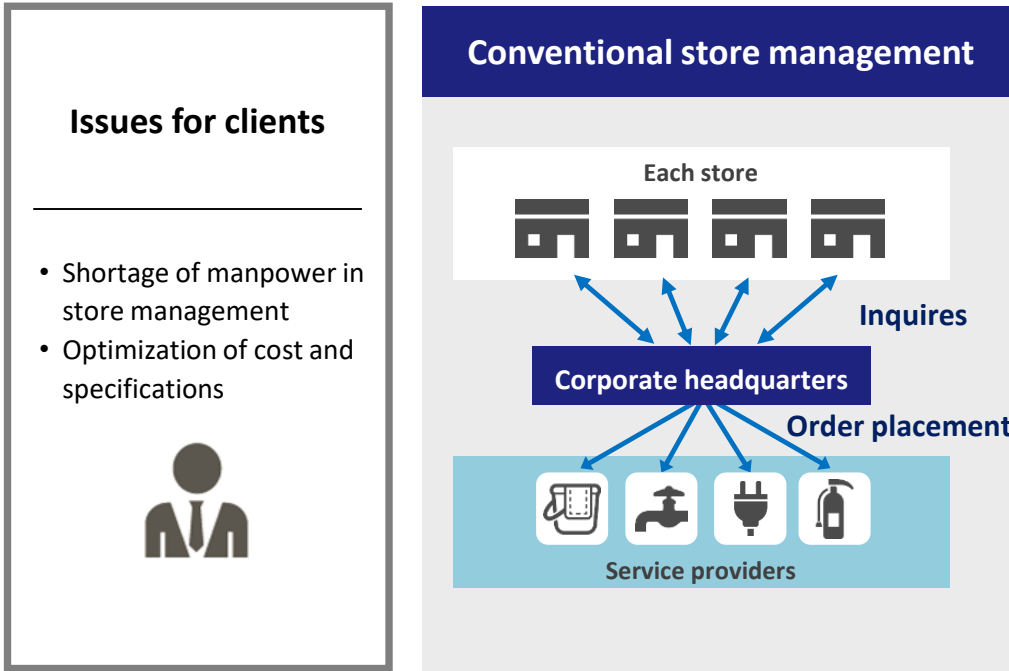 Issues for clients
• Shortage of manpower in
store management
• Optimization of cost and
specifications
Conventional store management
Each store
Inquires
Corporate headquarters
Order placement
Service providers